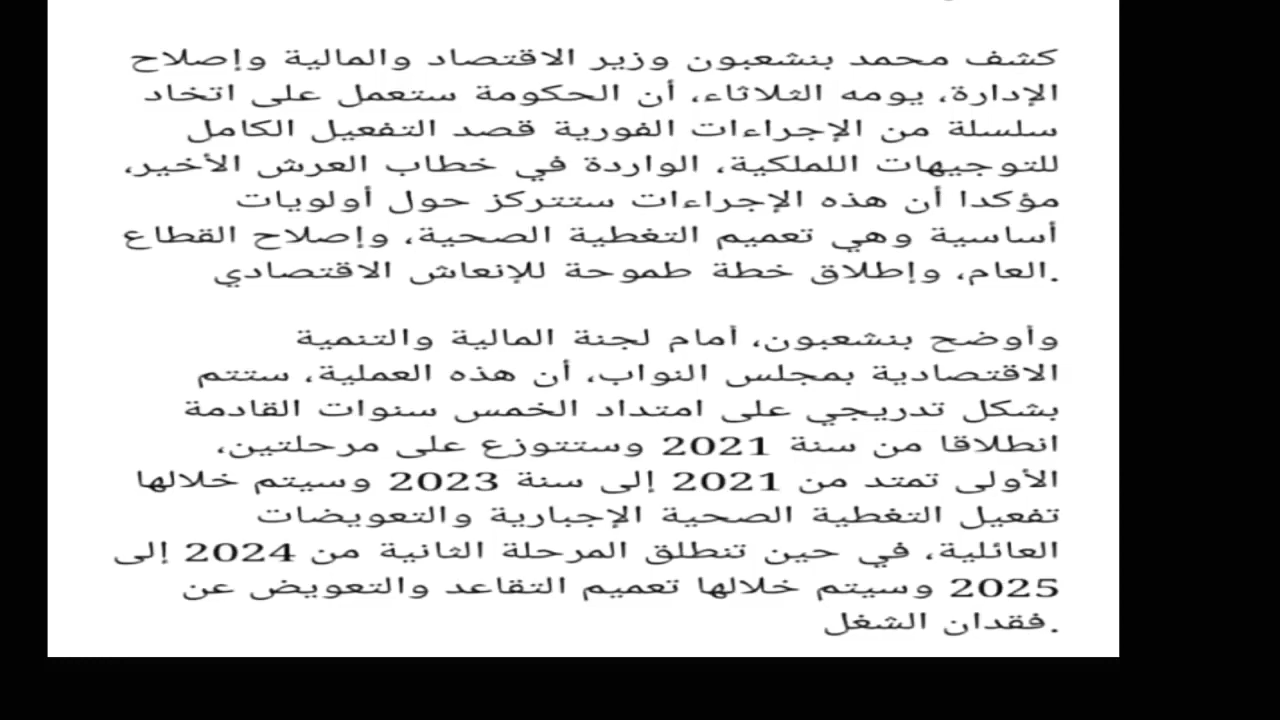 كشف محمد بنشعبون وزير الاقتصاد والمالية وإصلاح
الإدارة، يومه الثلاثاء، أن الحكومة ستعمل على اتخاد
سلسلة من الإجراءات الفورية قصد التفعيل الكامل
للتوجيهات اللملكية، الواردة في خطاب العرش الأخير،
مؤكدا أن هذه الإجراءات ستتركز حول أولويات
أساسية وهي تعميم التغطية الصحية، وإصلاح القطاع
العام، وإطلاق خطة طموحة للإنعاش الاقتصادي.
وأوضح بنشعبون، أمام لجنة المالية والتنمية
الاقتصادية بمجلس النواب، أن هذه العملية، ستتم
بشكل تدريجي على امتداد الخمس سنوات القادمة
انطلاقا من سنة 2021 وستتوزع على مرحلتين،
الأولى تمتد من 2021 إلى سنة 2023 وسيتم خلالها
تفعيل التغطية الصحية الإجبارية والتعويضات
العائلية، في حين تنطلق المرحلة الثانية من 2024 إلى
2025 وسيتم خلالها تعميم التقاعد والتعويض عن
فقدان الشغل.